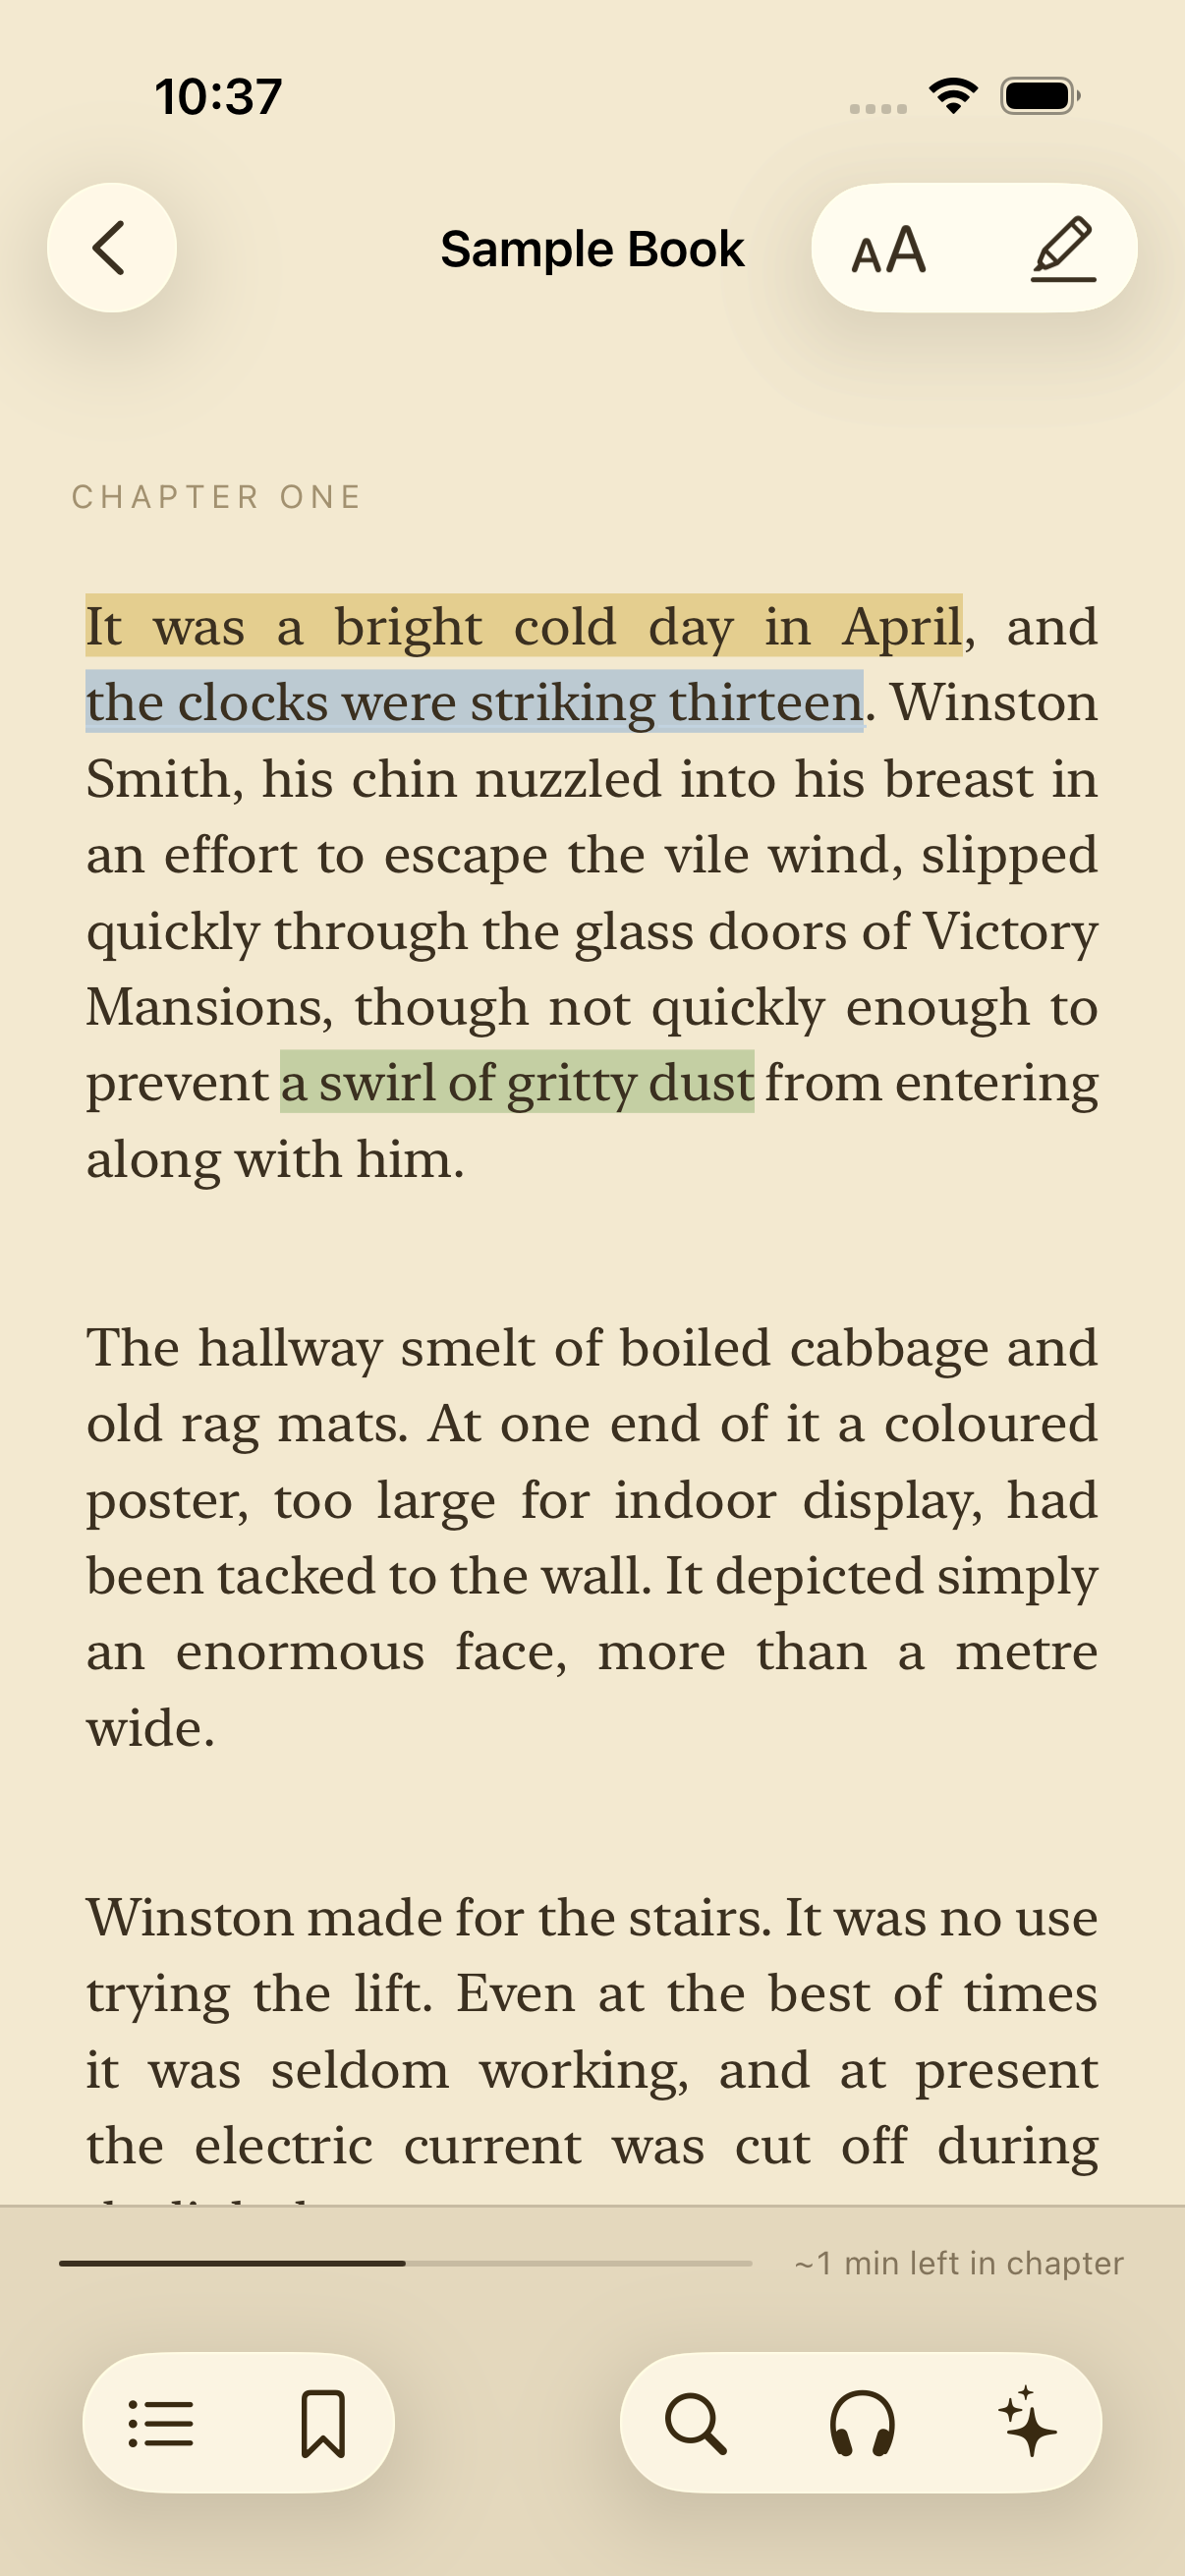 10:37
Sample Book
AA
CHAPTER ONE
It was a bright cold day in April, and
the clocks were striking thirteen. Winston
Smith, his chin nuzzled into his breast in
an effort to escape the vile wind, slipped
quickly through the glass doors of Victory
Mansions, though not quickly enough to
prevent a swirl of gritty dust from entering
along with him.
The hallway smelt of boiled cabbage and
old rag mats. At one end of it a coloured
poster, too large for indoor display, had
been tacked to the wall. It depicted simply
an enormous face, more than a metre
wide.
Winston made for the stairs. It was no use
trying the lift. Even at the best of times
it was seldom working, and at present
the electric current was cut off during
~1 min left in chapter